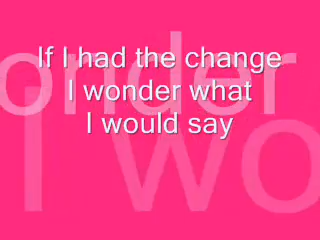 If I had the change
I wonder what
I would say
onder
I wo